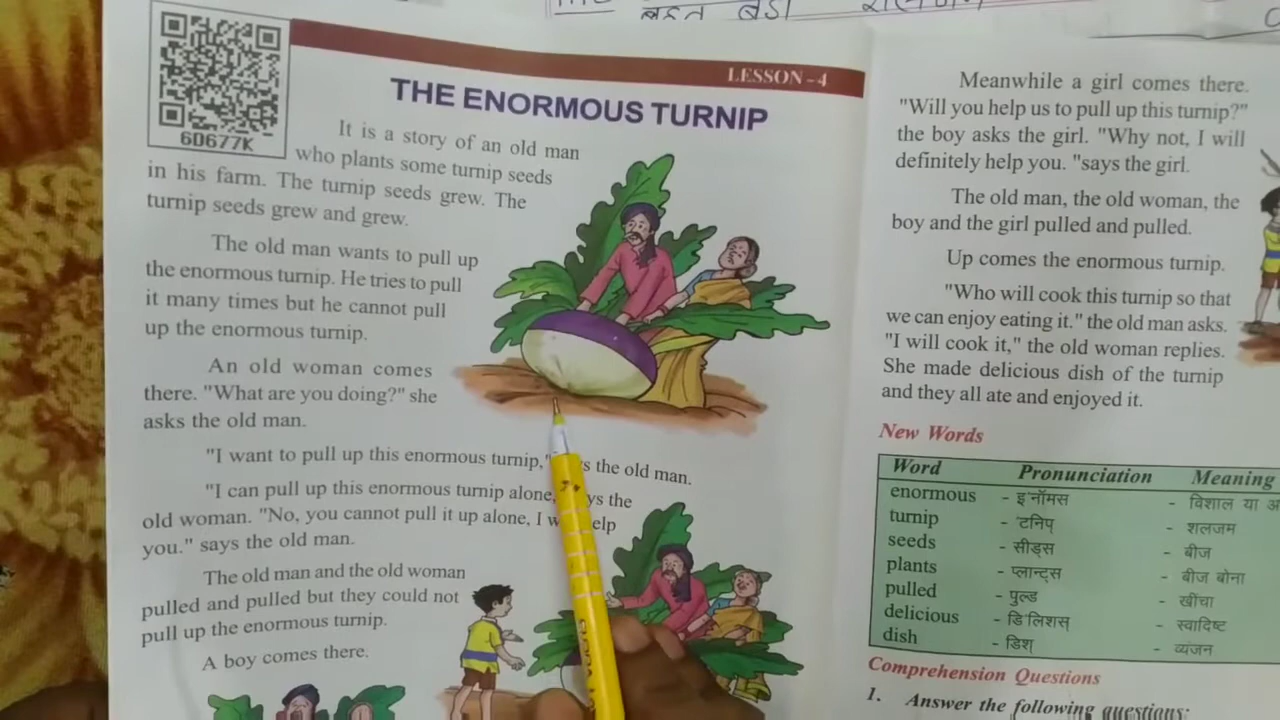 बहुत बड़ा शलजम
6D677K
LESSON - 4
THE ENORMOUS TURNIP
It is a story of an old man
who plants some turnip seeds
in his farm. The turnip seeds grew. The
turnip seeds grew and grew.
The old man wants to pull up
the enormous turnip. He tries to pull
it many times but he cannot pull
up the enormous turnip.
An old woman comes
there. "What are you doing?" she
asks the old man.
"I want to pull up this enormous turnip," the old man.
"I can pull up this enormous turnip alone, the
old woman. "No, you cannot pull it up alone, I
you." says the old man.
The old man and the old woman
pulled and pulled but they could not
pull up the enormous turnip.
A boy comes there.
Meanwhile a girl comes there.
"Will you help us to pull up this turnip?"
the boy asks the girl. "Why not, I will
definitely help you. "says the girl.
The old man, the old woman, the
boy and the girl pulled and pulled.
Up comes the enormous turnip.
"Who will cook this turnip so that
we can enjoy eating it." the old man asks.
"I will cook it," the old woman replies.
She made delicious dish of the turnip
and they all ate and enjoyed it.
New Words
Word Pronunciation Meaning
enormous - इ'नॉमस - विशाल या
turnip - टनिप् - शलजम
seeds - सीड्स - बीज
plants - प्लान्ट्स - बीज बोना
pulled - पुल्ड - खींचा
delicious - डि'लिशस् - स्वादिष्ट
dish - डिश् - व्यंजन
Comprehension Questions
1. Answer the following questions: